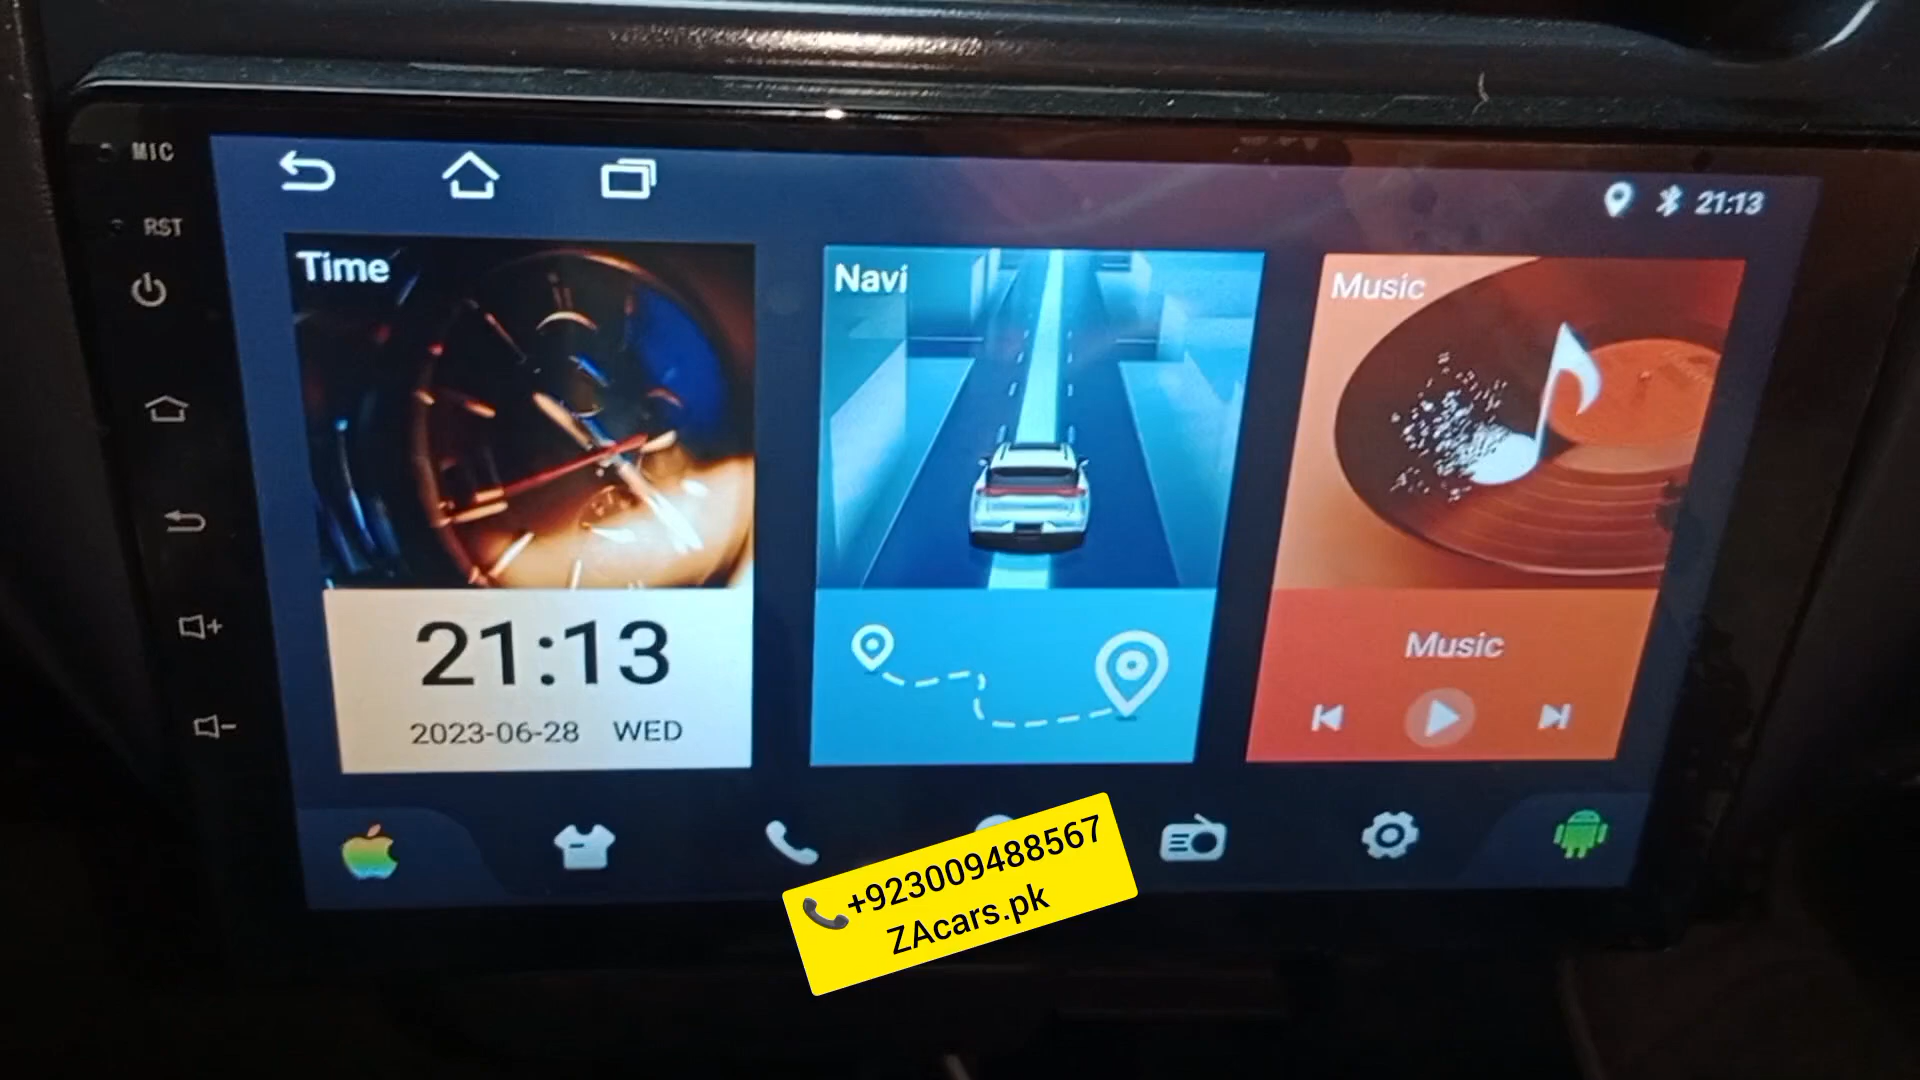 MIC
RST
21:13
Time
Navi
Music
21:13
2023-06-28 WED
Music
📞+923009488567
ZAcars.pk